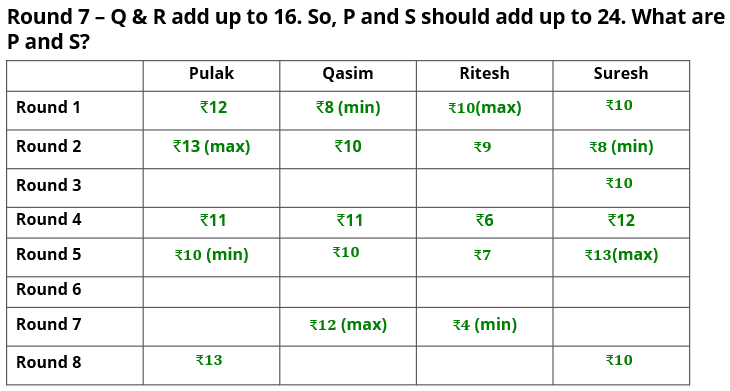 Round 7 – Q & R add up to 16. So, P and S should add up to 24. What are
P and S?
Pulak Qasim Ritesh Suresh
Round 1 ₹12 ₹8 (min) ₹10(max) ₹10
Round 2 ₹13 (max) ₹10 ₹9 ₹8 (min)
Round 3 ₹10
Round 4 ₹11 ₹11 ₹6 ₹12
Round 5 ₹10 (min) ₹10 ₹7 ₹13(max)
Round 6
Round 7 ₹12 (max) ₹4 (min)
Round 8 ₹13 ₹10